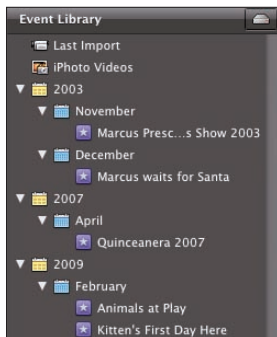 Event Library
Last Import
iPhoto Videos
2003
November
Marcus Presc...s Show 2003
December
Marcus waits for Santa
2007
April
Quinceanera 2007
2009
February
Animals at Play
Kitten's First Day Here